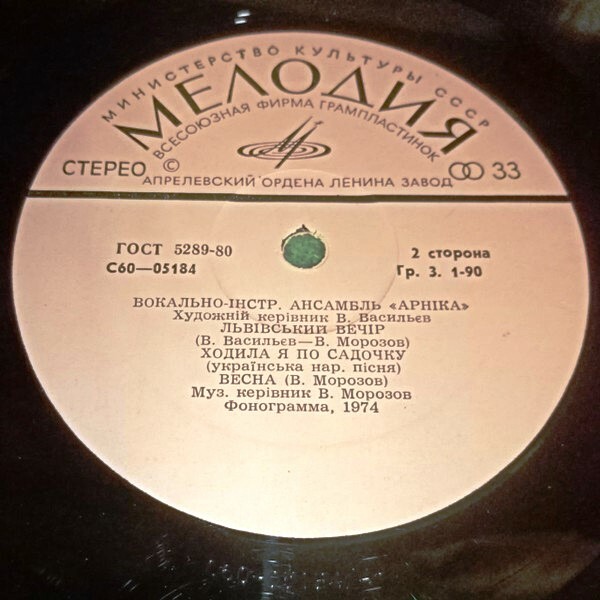 МИНИСТЕРСТВО КУЛЬТУРЫ СССР
МЕЛОДИЯ
ВСЕСОЮЗНАЯ ФИРМА ГРАМПЛАСТИНОК
СТЕРЕО © 33
АПРЕЛЕВСКИЙ ОРДЕНА ЛЕНИНА ЗАВОД
ГОСТ 5289-80 2 сторона
С60—05184 Гр. 3. 1-90
ВОКАЛЬНО-ІНСТР. АНСАМБЛЬ «АРНІКА»
Художній керівник В. Васильєв
ЛЬВІВСЬКИЙ ВЕЧІР
(В. Васильєв—В. Морозов)
ХОДИЛА Я ПО САДОЧКУ
(українська нар. пісня)
ВЕСНА (В. Морозов)
Муз. керівник В. Морозов
Фонограмма, 1974